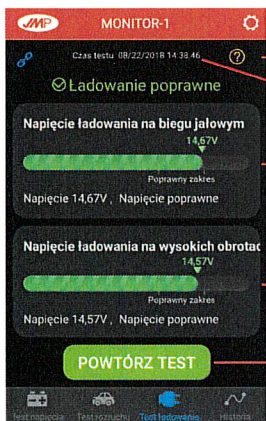 JMP
MONITOR-1
Czas testu 08/22/2018 14:38:46
?
Ładowanie poprawne
Napięcie ładowania na biegu jałowym
14,67V
Poprawny zakres
Napięcie 14,67V , Napięcie poprawne
Napięcie ładowania na wysokich obrotac
14,57V
Poprawny zakres
Napięcie 14,57V , Napięcie poprawne
POWTÓRZ TEST
Test napięcia Test rozruchu Test ładowania Historia